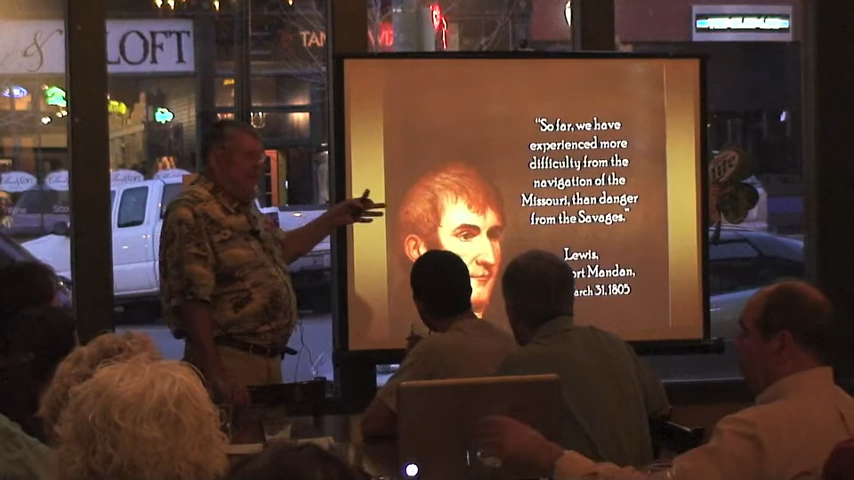 & LOFT
TAN
"So far, we have
experienced more
difficulty from the
navigation of the
Missouri, than danger
from the Savages."
Lewis,
ort Mandan,
arch 31, 1805